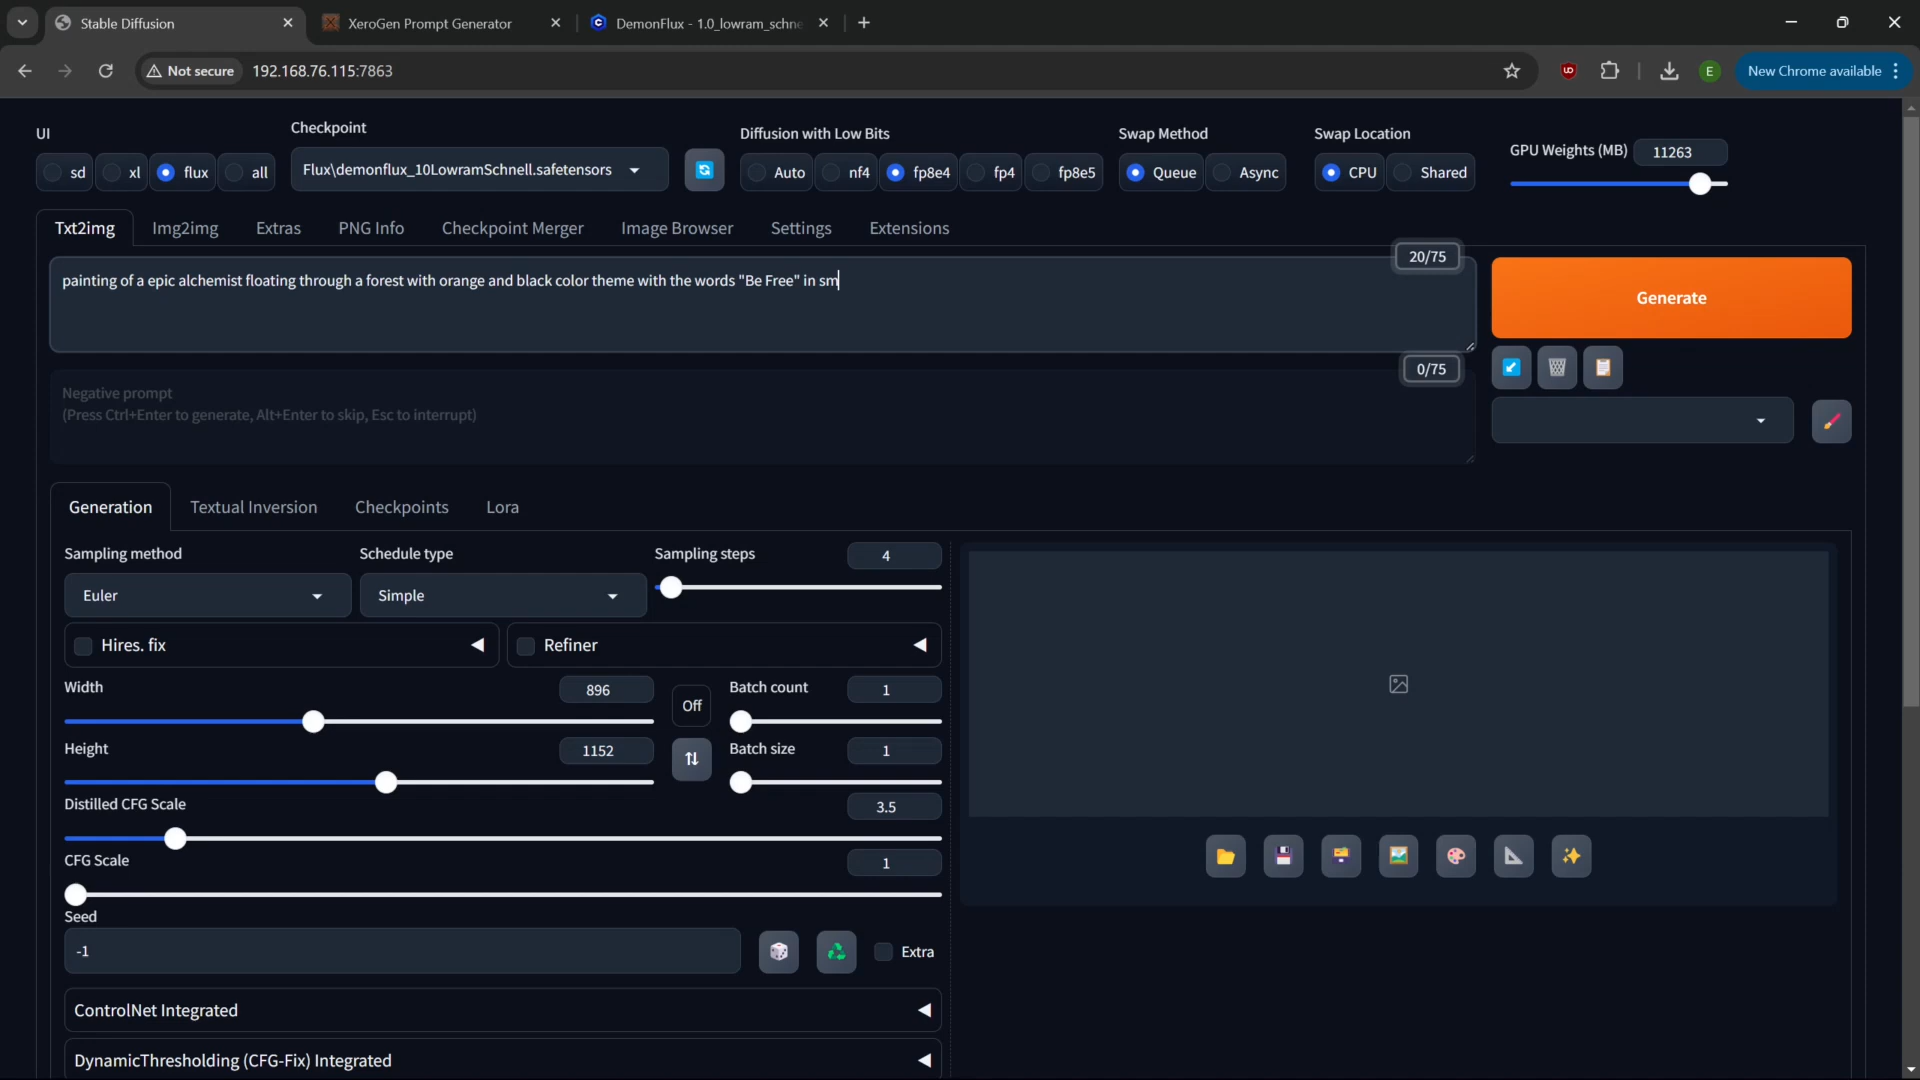 Stable Diffusion
XeroGen Prompt Generator
DemonFlux - 1.0_lowram_schne
Not secure
192.168.76.115:7863
E
New Chrome available
UI
sd
xl
flux
all
Checkpoint
Flux\demonflux_10LowramSchnell.safetensors
Diffusion with Low Bits
Auto
nf4
fp8e4
fp4
fp8e5
Swap Method
Queue
Async
Swap Location
CPU
Shared
GPU Weights (MB)
11263
Txt2img
Img2img
Extras
PNG Info
Checkpoint Merger
Image Browser
Settings
Extensions
20/75
painting of a epic alchemist floating through a forest with orange and black color theme with the words "Be Free" in sm
Generate
0/75
Negative prompt
(Press Ctrl+Enter to generate, Alt+Enter to skip, Esc to interrupt)
Generation
Textual Inversion
Checkpoints
Lora
Sampling method
Euler
Schedule type
Simple
Sampling steps
4
Hires. fix
Refiner
Width
896
Off
Batch count
1
Height
1152
Batch size
1
Distilled CFG Scale
3.5
CFG Scale
1
Seed
-1
Extra
ControlNet Integrated
DynamicThresholding (CFG-Fix) Integrated